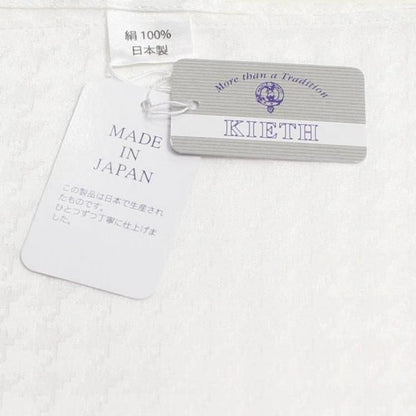 絹 100%
日本製
More than a Tradition
KIETH
MADE
IN
JAPAN
この製品は日本で生産され
たものです。
ひとつずつ丁寧に仕上げま
した。